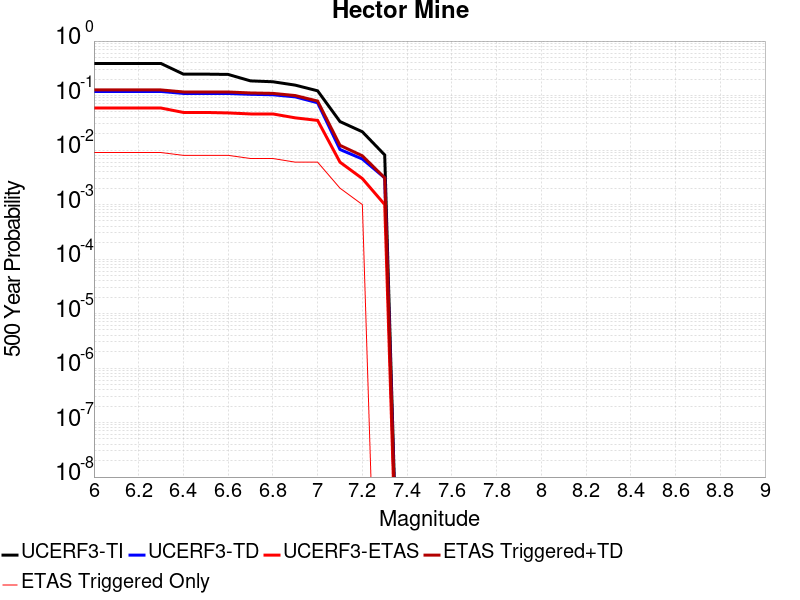 Hector Mine
500 Year Probability
10^0
10^-1
10^-2
10^-3
10^-4
10^-5
10^-6
10^-7
10^-8
6 6.2 6.4 6.6 6.8 7 7.2 7.4 7.6 7.8 8 8.2 8.4 8.6 8.8 9
Magnitude
UCERF3-TI UCERF3-TD UCERF3-ETAS ETAS Triggered+TD
ETAS Triggered Only